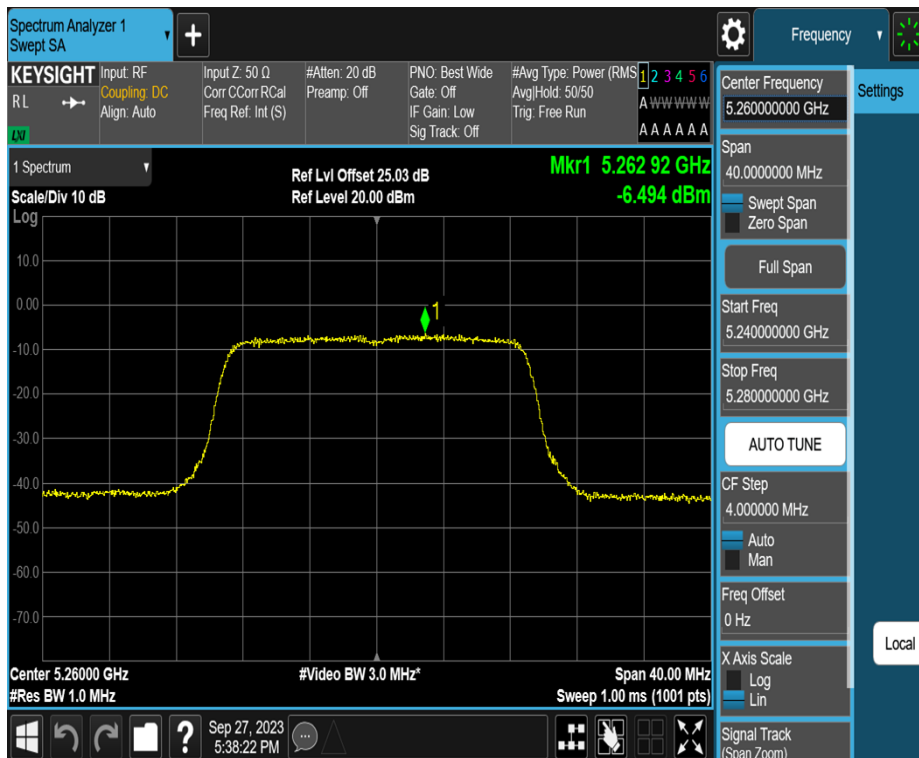 Spectrum Analyzer 1
Swept SA
+
Frequency
KEYSIGHT
RL
LXI
Input: RF
Coupling: DC
Align: Auto
Input Z: 50 Ω
Corr CCorr RCal
Freq Ref: Int (S)
#Atten: 20 dB
Preamp: Off
PNO: Best Wide
Gate: Off
IF Gain: Low
Sig Track: Off
#Avg Type: Power (RMS
Avg|Hold: 50/50
Trig: Free Run
1 2 3 4 5 6
A W W W W W
A A A A A A
1 Spectrum
Scale/Div 10 dB
Log
Ref Lvl Offset 25.03 dB
Ref Level 20.00 dBm
Mkr1 5.262 92 GHz
-6.494 dBm
10.0
0.00
1
-10.0
-20.0
-30.0
-40.0
-50.0
-60.0
-70.0
Center 5.26000 GHz
#Res BW 1.0 MHz
#Video BW 3.0 MHz*
Span 40.00 MHz
Sweep 1.00 ms (1001 pts)
Center Frequency
5.260000000 GHz
Span
40.0000000 MHz
Swept Span
Zero Span
Full Span
Start Freq
5.240000000 GHz
Stop Freq
5.280000000 GHz
AUTO TUNE
CF Step
4.000000 MHz
Auto
Man
Freq Offset
0 Hz
X Axis Scale
Log
Lin
Signal Track
(Span Zoom)
Settings
Local
?
Sep 27, 2023
5:38:22 PM